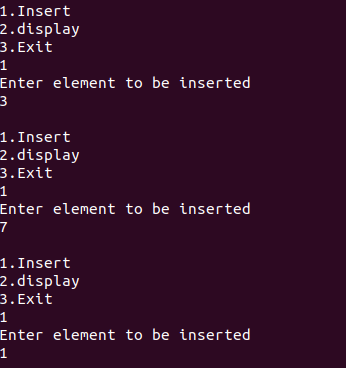 1.Insert
2.display
3.Exit
1
Enter element to be inserted
3
1.Insert
2.display
3.Exit
1
Enter element to be inserted
7
1.Insert
2.display
3.Exit
1
Enter element to be inserted
1